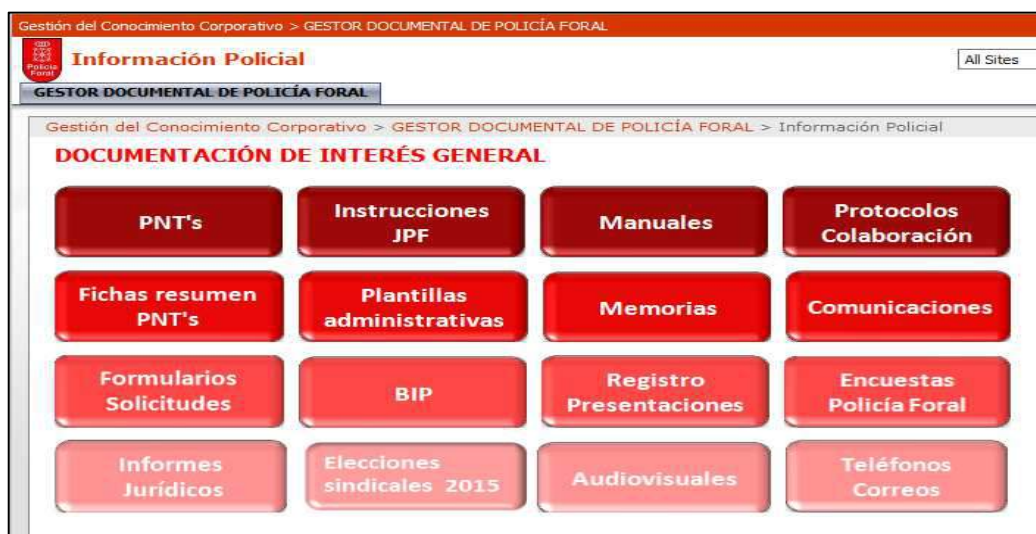 Gestión del Conocimiento Corporativo > GESTOR DOCUMENTAL DE POLICÍA FORAL
Policía
Foral
Información Policial
All Sites
GESTOR DOCUMENTAL DE POLICÍA FORAL
Gestión del Conocimiento Corporativo > GESTOR DOCUMENTAL DE POLICÍA FORAL > Información Policial
DOCUMENTACIÓN DE INTERÉS GENERAL
PNT's
Instrucciones
JPF
Manuales
Protocolos
Colaboración
Fichas resumen
PNT's
Plantillas
administrativas
Memorias
Comunicaciones
Formularios
Solicitudes
BIP
Registro
Presentaciones
Encuestas
Policía Foral
Informes
Jurídicos
Elecciones
sindicales 2015
Audiovisuales
Teléfonos
Correos